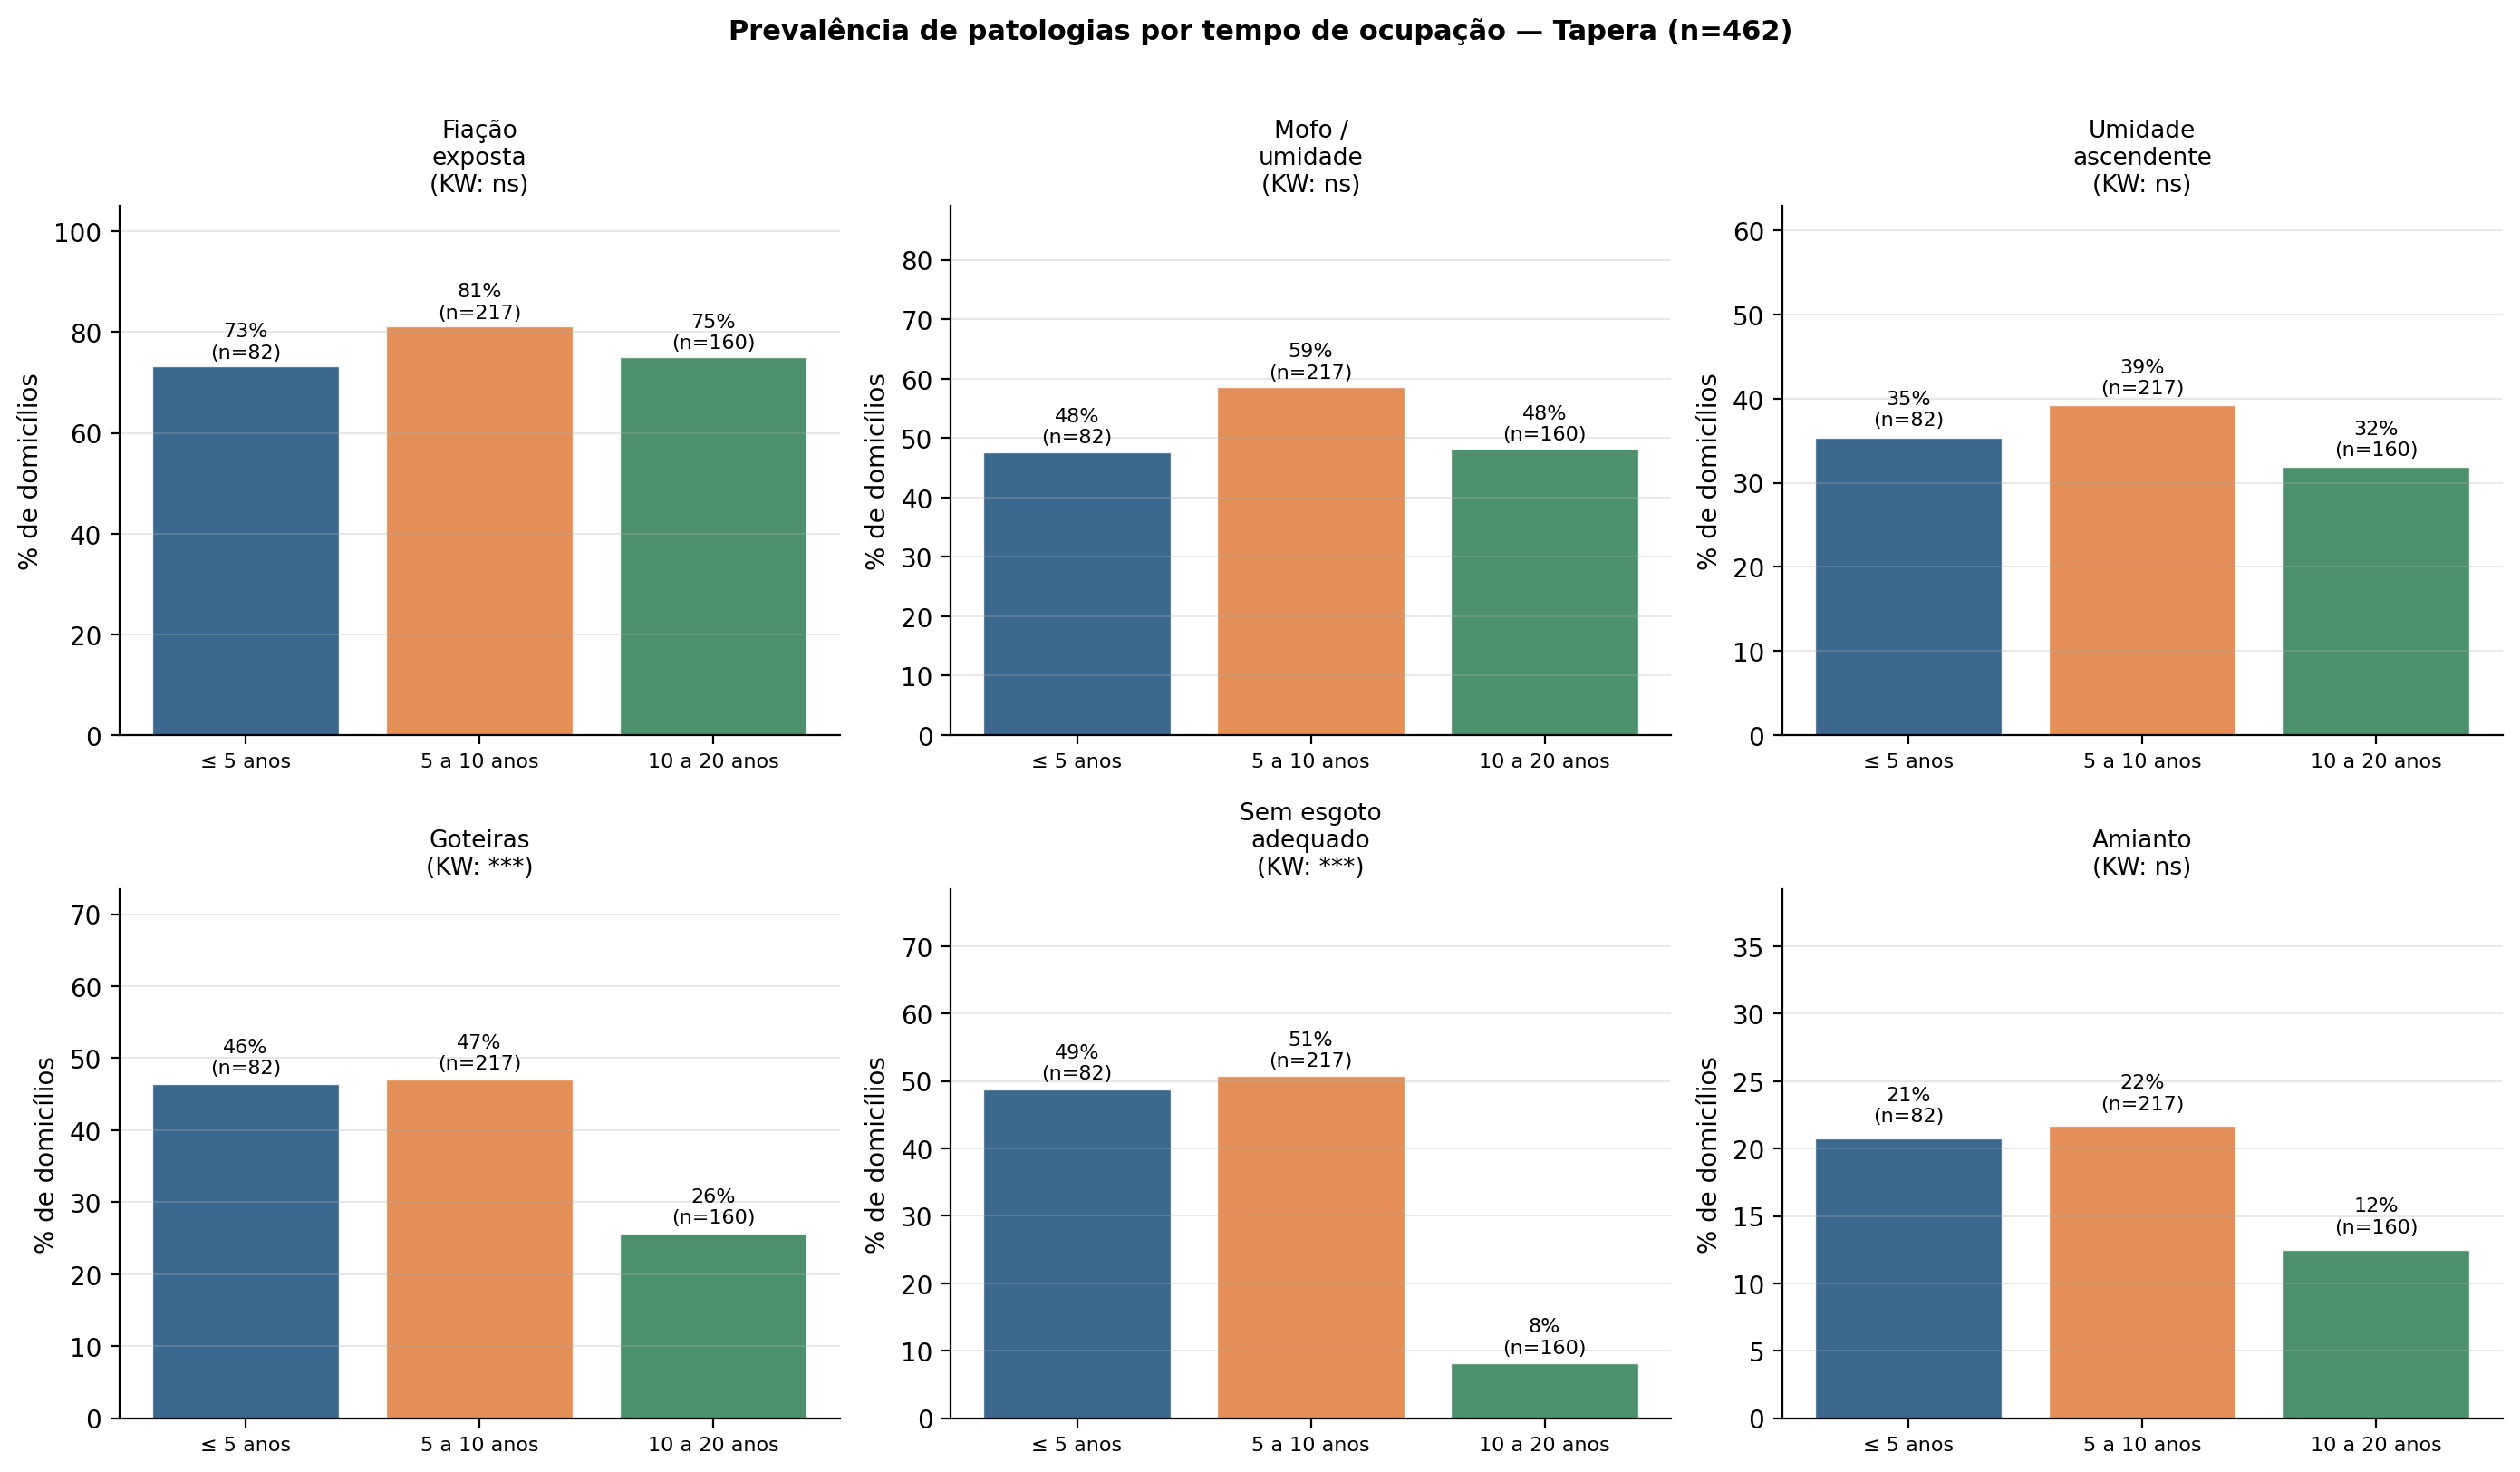 Prevalência de patologias por tempo de ocupação — Tapera (n=462)
Fiação
exposta
(KW: ns)
% de domicílios
100
80
60
40
20
0
73%
(n=82)
81%
(n=217)
75%
(n=160)
≤ 5 anos
5 a 10 anos
10 a 20 anos
Mofo /
umidade
(KW: ns)
% de domicílios
80
70
60
50
40
30
20
10
0
48%
(n=82)
59%
(n=217)
48%
(n=160)
≤ 5 anos
5 a 10 anos
10 a 20 anos
Umidade
ascendente
(KW: ns)
% de domicílios
60
50
40
30
20
10
0
35%
(n=82)
39%
(n=217)
32%
(n=160)
≤ 5 anos
5 a 10 anos
10 a 20 anos
Goteiras
(KW: ***)
% de domicílios
70
60
50
40
30
20
10
0
46%
(n=82)
47%
(n=217)
26%
(n=160)
≤ 5 anos
5 a 10 anos
10 a 20 anos
Sem esgoto
adequado
(KW: ***)
% de domicílios
70
60
50
40
30
20
10
0
49%
(n=82)
51%
(n=217)
8%
(n=160)
≤ 5 anos
5 a 10 anos
10 a 20 anos
Amianto
(KW: ns)
% de domicílios
35
30
25
20
15
10
5
0
21%
(n=82)
22%
(n=217)
12%
(n=160)
≤ 5 anos
5 a 10 anos
10 a 20 anos